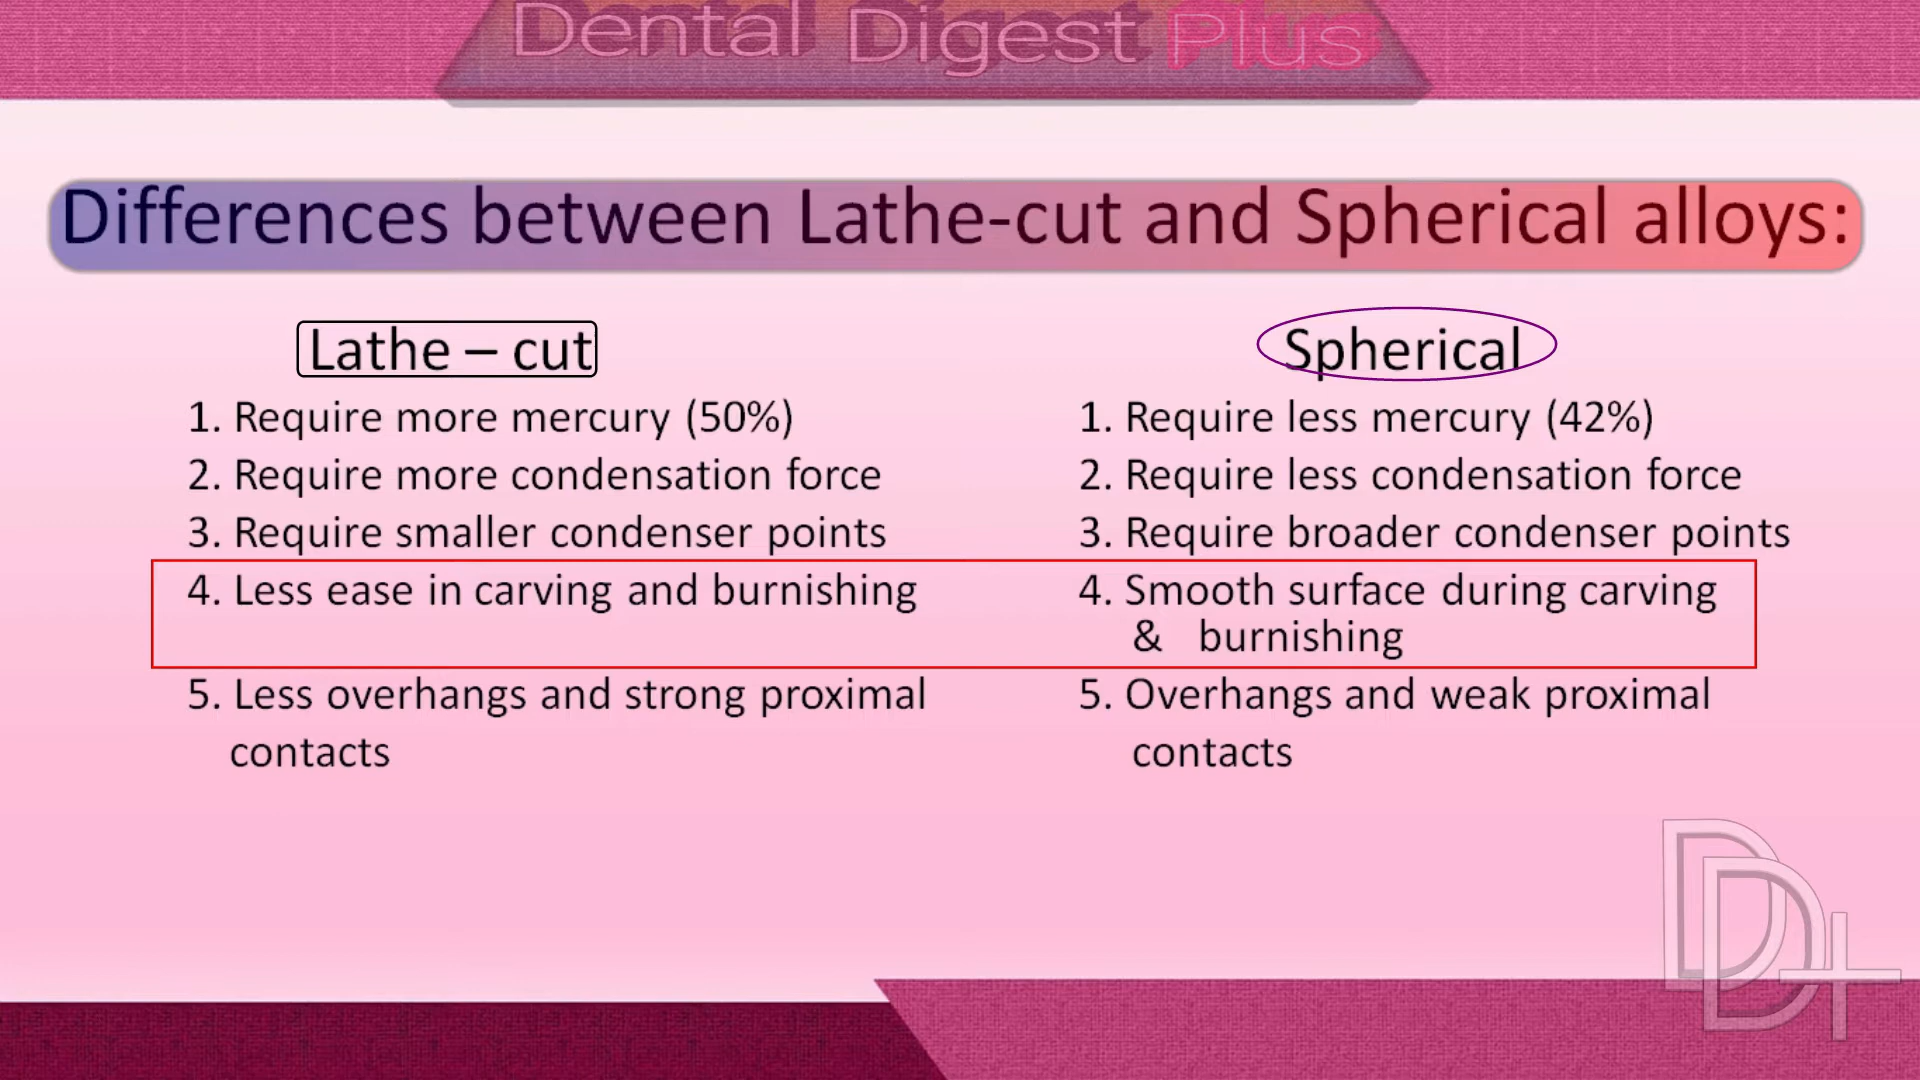 Dental Digest Plus
Differences between Lathe-cut and Spherical alloys:
Lathe – cut
1. Require more mercury (50%)
2. Require more condensation force
3. Require smaller condenser points
4. Less ease in carving and burnishing
5. Less overhangs and strong proximal
contacts
Spherical
1. Require less mercury (42%)
2. Require less condensation force
3. Require broader condenser points
4. Smooth surface during carving
& burnishing
5. Overhangs and weak proximal
contacts
DD+